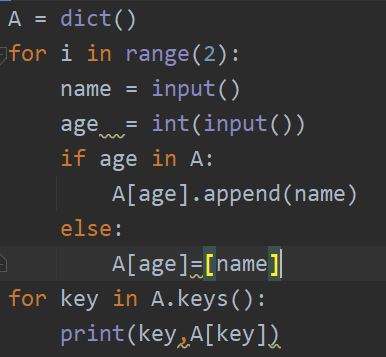 A = dict()
for i in range(2):
    name = input()
    age  = int(input())
    if age in A:
        A[age].append(name)
    else:
        A[age]=[name]
for key in A.keys():
    print(key,A[key])